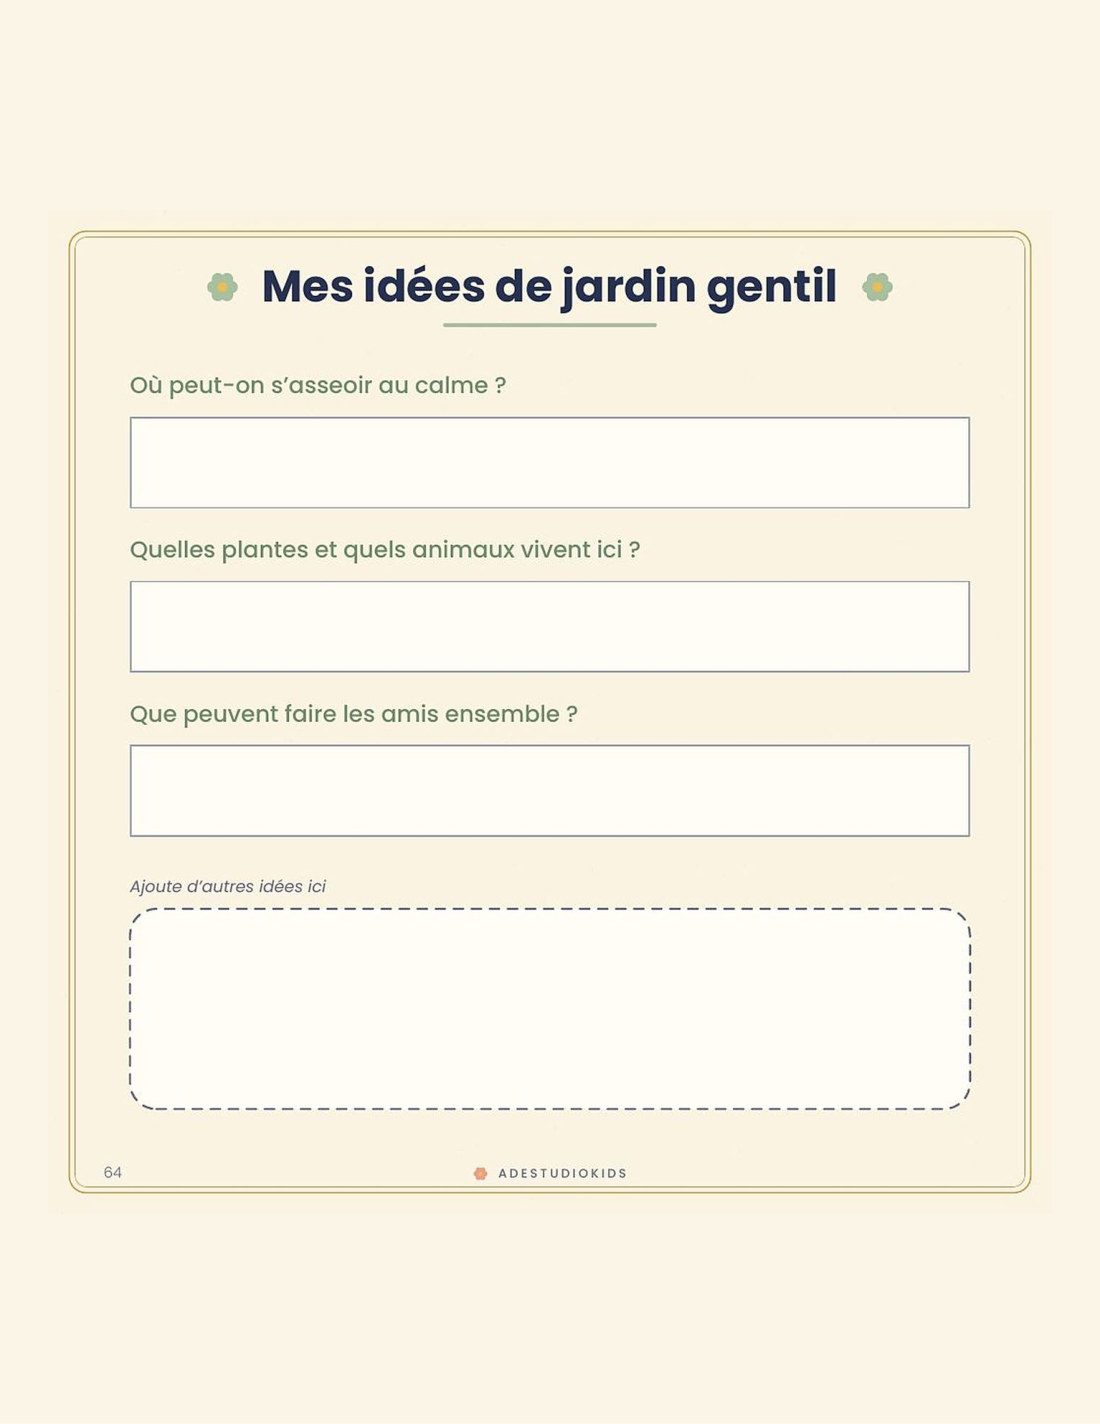 Mes idées de jardin gentil
Où peut-on s’asseoir au calme ?
Quelles plantes et quels animaux vivent ici ?
Que peuvent faire les amis ensemble ?
Ajoute d’autres idées ici
64
ADESTUDIOKIDS